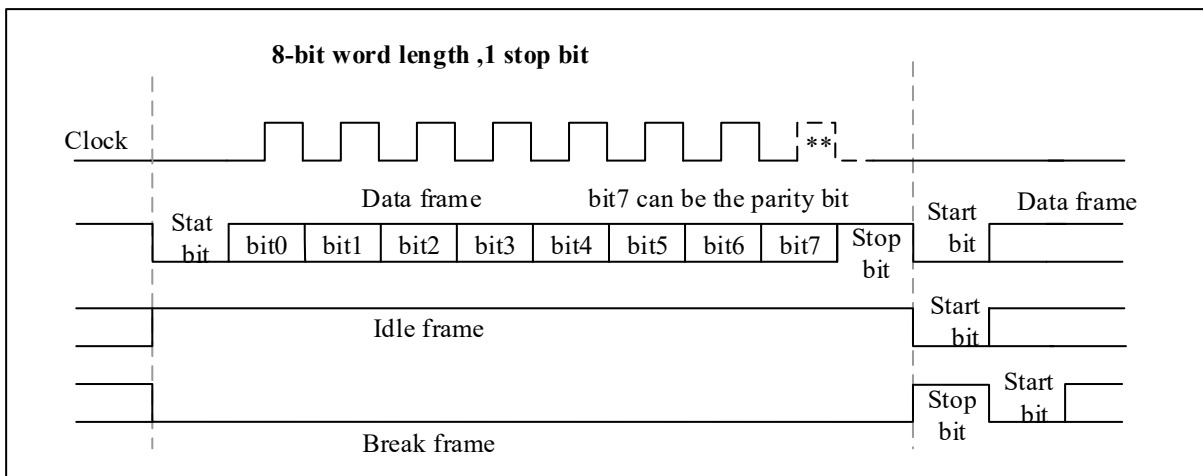 8-bit word length ,1 stop bit
Clock
**
Data frame
bit7 can be the parity bit
Stat
bit
bit0
bit1
bit2
bit3
bit4
bit5
bit6
bit7
Stop
bit
Start
bit
Data frame
Idle frame
Start
bit
Break frame
Stop
bit
Start
bit